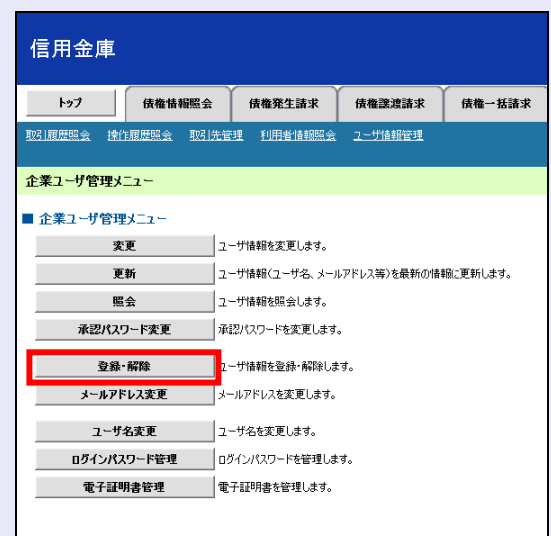 信用金庫
トップ 債権情報照会 債権発生請求 債権譲渡請求 債権一括請求
取引履歴照会 操作履歴照会 取引先管理 利用者情報照会 ユーザ情報管理
企業ユーザ管理メニュー
■ 企業ユーザ管理メニュー
変更 ユーザ情報を変更します。
更新 ユーザ情報(ユーザ名、メールアドレス等)を最新の情報に更新します。
照会 ユーザ情報を照会します。
承認パスワード変更 承認パスワードを変更します。
登録・解除 ユーザ情報を登録・解除します。
メールアドレス変更 メールアドレスを変更します。
ユーザ名変更 ユーザ名を変更します。
ログインパスワード管理 ログインパスワードを管理します。
電子証明書管理 電子証明書を管理します。